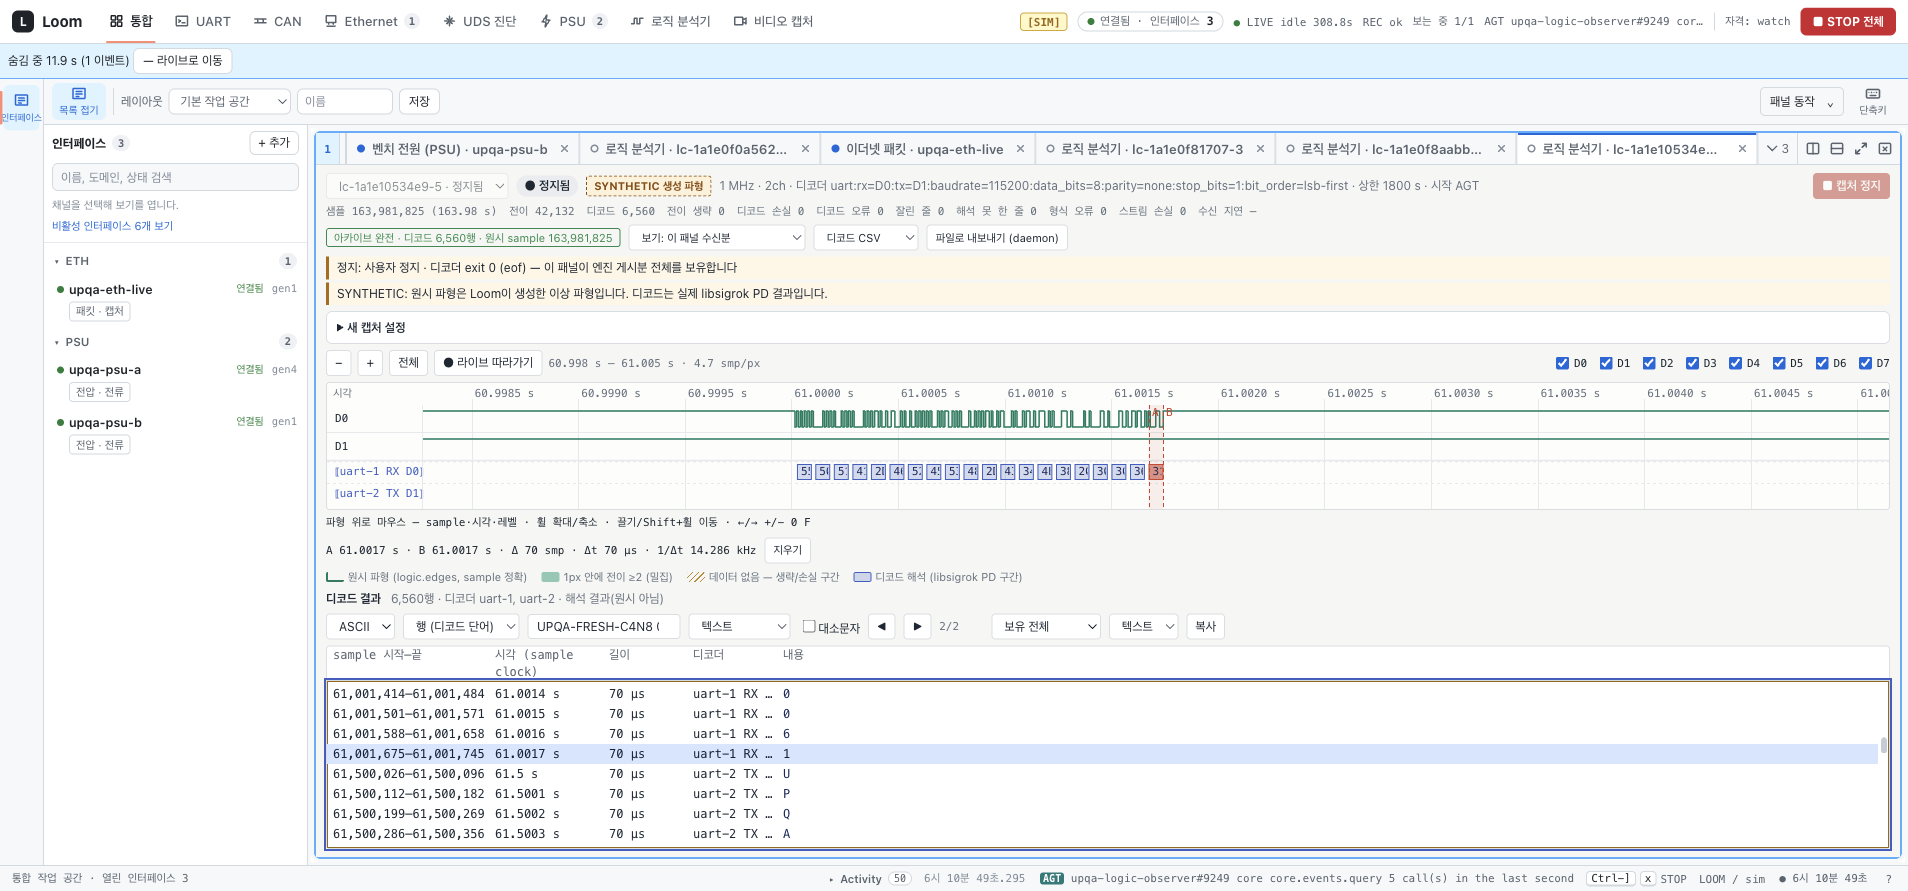 L Loom 통합 UART CAN Ethernet 1 UDS 진단 PSU 2 로직 분석기 비디오 캡처 [SIM] 연결됨 · 인터페이스 3 LIVE idle 308.8s REC ok 보는 중 1/1 AGT upqa-logic-observer#9249 cor… 자격: watch STOP 전체
숨김 중 11.9 s (1 이벤트) — 라이브로 이동
인터페이스 목록 접기 레이아웃 기본 작업 공간 이름 저장 패널 동작 단축키
인터페이스 3 + 추가
이름, 도메인, 상태 검색
채널을 선택해 보기를 엽니다.
비활성 인터페이스 6개 보기
ETH 1
upqa-eth-live 연결됨 gen1
패킷 · 캡처
PSU 2
upqa-psu-a 연결됨 gen4
전압 · 전류
upqa-psu-b 연결됨 gen1
전압 · 전류
1 벤치 전원 (PSU) · upqa-psu-b × 로직 분석기 · lc-1a1e0f0a562... × 이더넷 패킷 · upqa-eth-live × 로직 분석기 · lc-1a1e0f81707-3 × 로직 분석기 · lc-1a1e0f8aabb... × 로직 분석기 · lc-1a1e10534e... × 3
lc-1a1e10534e9-5 · 정지됨 정지됨 SYNTHETIC 생성 파형 1 MHz · 2ch · 디코더 uart:rx=D0:tx=D1:baudrate=115200:data_bits=8:parity=none:stop_bits=1:bit_order=lsb-first · 상한 1800 s · 시작 AGT 캡처 정지
샘플 163,981,825 (163.98 s) 전이 42,132 디코드 6,560 전이 생략 0 디코드 손실 0 디코드 오류 0 잘린 줄 0 해석 못 한 줄 0 형식 오류 0 스트림 손실 0 수신 지연 —
아카이브 완전 · 디코드 6,560행 · 원시 sample 163,981,825 보기: 이 패널 수신분 디코드 CSV 파일로 내보내기 (daemon)
정지: 사용자 정지 · 디코더 exit 0 (eof) — 이 패널이 엔진 게시분 전체를 보유합니다
SYNTHETIC: 원시 파형은 Loom이 생성한 이상 파형입니다. 디코드는 실제 libsigrok PD 결과입니다.
▶ 새 캡처 설정
− + 전체 라이브 따라가기 60.998 s — 61.005 s · 4.7 smp/px D0 D1 D2 D3 D4 D5 D6 D7
시각 60.9985 s 60.9990 s 60.9995 s 61.0000 s 61.0005 s 61.0010 s 61.0015 s 61.0020 s 61.0025 s 61.0030 s 61.0035 s 61.0040 s 61.0045 s 61.0
A B
D0
D1
[uart-1 RX D0]
[uart-2 TX D1]
파형 위로 마우스 — sample·시각·레벨 · 휠 확대/축소 · 끌기/Shift+휠 이동 · ←/→ +/− 0 F
A 61.0017 s · B 61.0017 s · Δ 70 smp · Δt 70 µs · 1/Δt 14.286 kHz 지우기
원시 파형 (logic.edges, sample 정확) 1px 안에 전이 ≥2 (밀집) 데이터 없음 — 생략/손실 구간 디코드 해석 (libsigrok PD 구간)
디코드 결과 6,560행 · 디코더 uart-1, uart-2 · 해석 결과(원시 아님)
ASCII 행 (디코드 단어) UPQA-FRESH-C4N8 텍스트 대소문자 ◀ ▶ 2/2 보유 전체 텍스트 복사
sample 시작—끝 시각 (sample clock) 길이 디코더 내용
61,001,414—61,001,484 61.0014 s 70 µs uart-1 RX … 0
61,001,501—61,001,571 61.0015 s 70 µs uart-1 RX … 0
61,001,588—61,001,658 61.0016 s 70 µs uart-1 RX … 6
61,001,675—61,001,745 61.0017 s 70 µs uart-1 RX … 1
61,500,026—61,500,096 61.5 s 70 µs uart-2 TX … U
61,500,112—61,500,182 61.5001 s 70 µs uart-2 TX … P
61,500,199—61,500,269 61.5002 s 70 µs uart-2 TX … Q
61,500,286—61,500,356 61.5003 s 70 µs uart-2 TX … A
통합 작업 공간 · 열린 인터페이스 3 Activity 50 6시 10분 49초.295 AGT upqa-logic-observer#9249 core core.events.query 5 call(s) in the last second Ctrl-] x STOP LOOM / sim 6시 10분 49초 ?